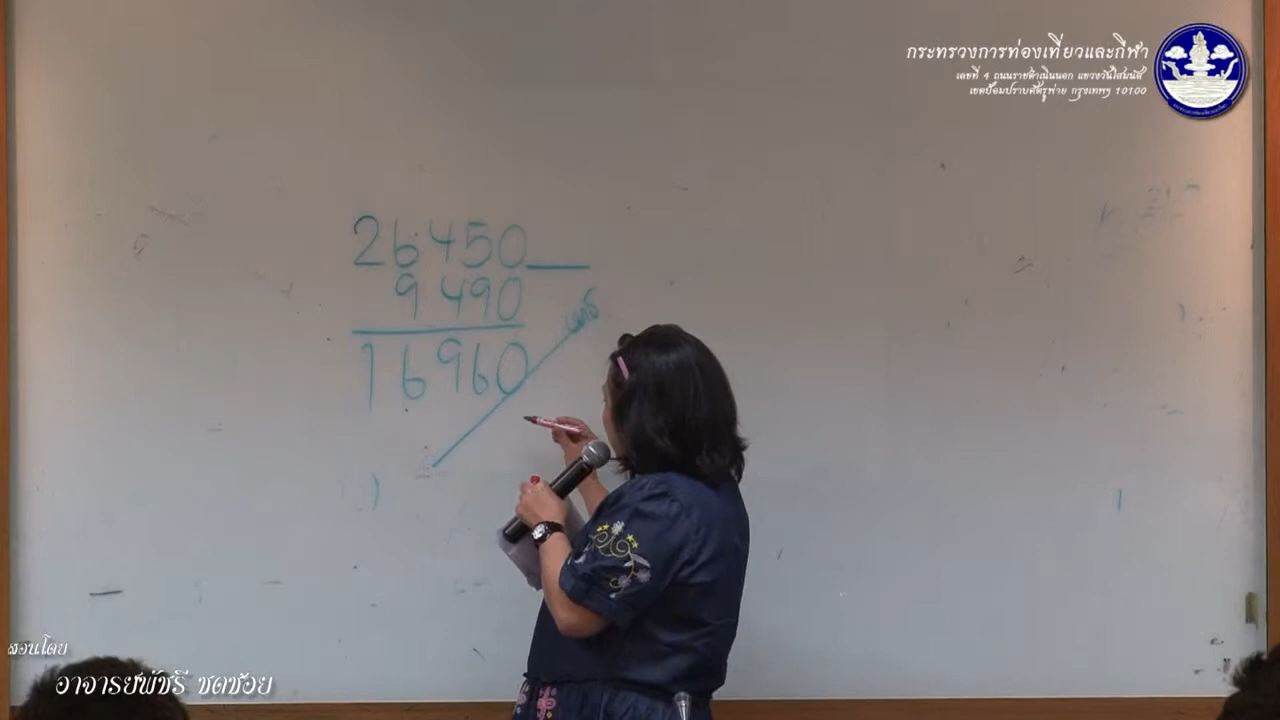 กระทรวงการท่องเที่ยวและกีฬา
เลขที่ 4 ถนนราชดำเนินนอก แขวงวัดโสมนัส
เขตป้อมปราบศัตรูพ่าย กรุงเทพฯ 10100
26450
9 490
16960
สอนโดย
อาจารย์พัชรี ชดช้อย